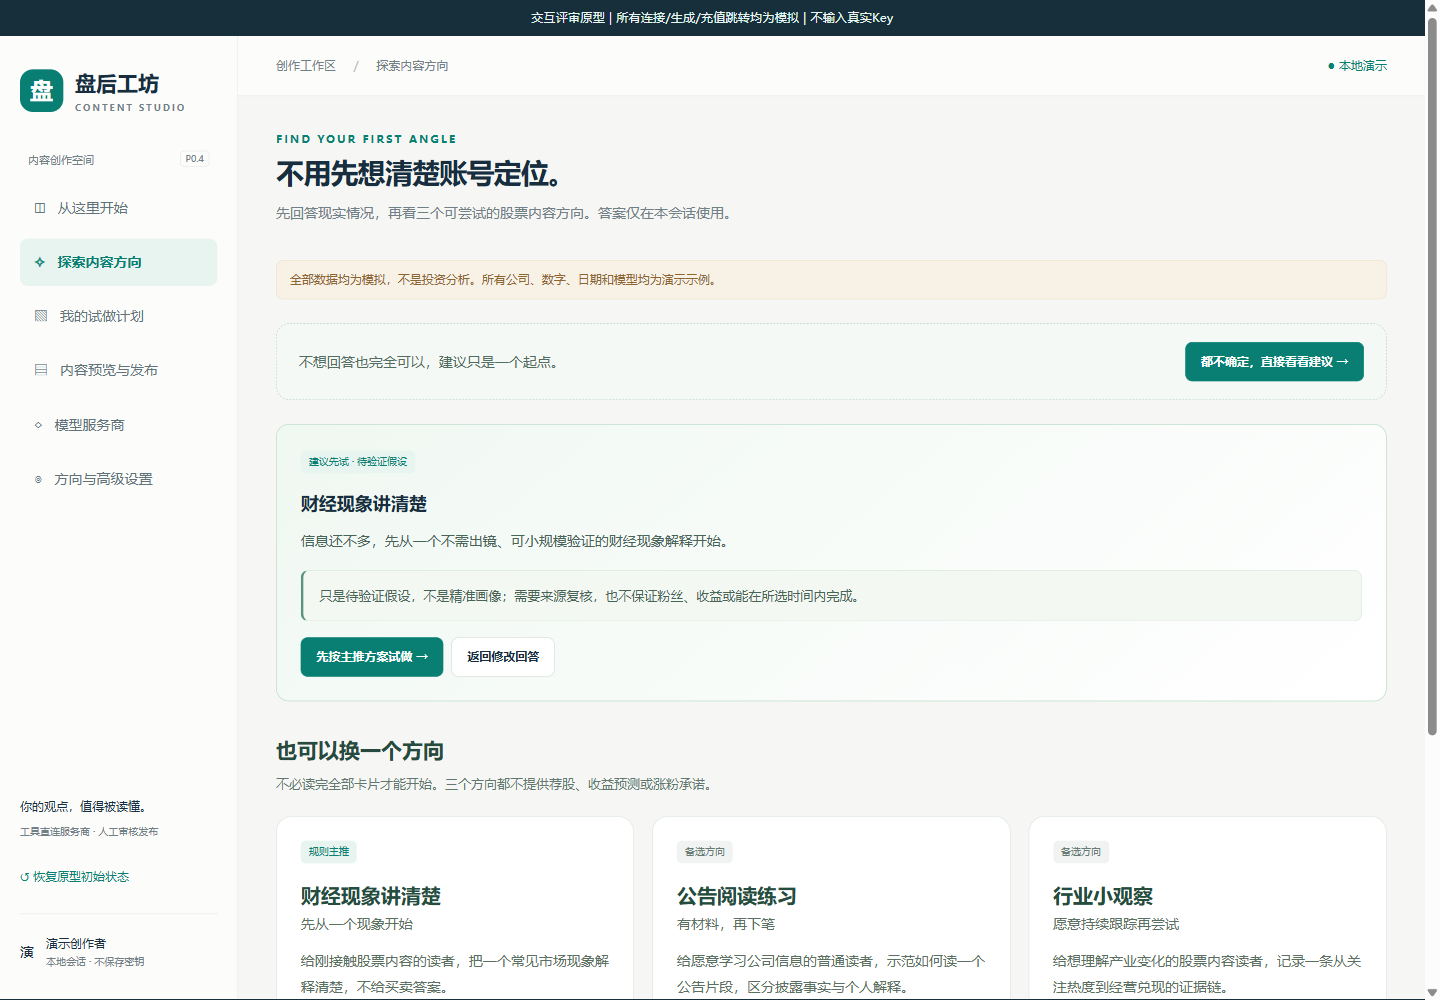 交互评审原型 | 所有连接/生成/充值跳转均为模拟 | 不输入真实Key
盘
盘后工坊
CONTENT STUDIO
内容创作空间
P0.4
从这里开始
探索内容方向
我的试做计划
内容预览与发布
模型服务商
方向与高级设置
你的观点，值得被读懂。
工具直连服务商 · 人工审核发布
↺ 恢复原型初始状态
演
演示创作者
本地会话 · 不保存密钥
创作工作区 / 探索内容方向
● 本地演示
FIND YOUR FIRST ANGLE
不用先想清楚账号定位。
先回答现实情况，再看三个可尝试的股票内容方向。答案仅在本会话使用。
全部数据均为模拟，不是投资分析。所有公司、数字、日期和模型均为演示示例。
不想回答也完全可以，建议只是一个起点。
都不确定，直接看看建议 →
建议先试 · 待验证假设
财经现象讲清楚
信息还不多，先从一个不需出镜、可小规模验证的财经现象解释开始。
只是待验证假设，不是精准画像；需要来源复核，也不保证粉丝、收益或能在所选时间内完成。
先按主推方案试做 →
返回修改回答
也可以换一个方向
不必读完全部卡片才能开始。三个方向都不提供荐股、收益预测或涨粉承诺。
规则主推
财经现象讲清楚
先从一个现象开始
给刚接触股票内容的读者，把一个常见市场现象解
释清楚，不给买卖答案。
备选方向
公告阅读练习
有材料，再下笔
给愿意学习公司信息的普通读者，示范如何读一个
公告片段，区分披露事实与个人解释。
备选方向
行业小观察
愿意持续跟踪再尝试
给想理解产业变化的股票内容读者，记录一条从关
注热度到经营兑现的证据链。